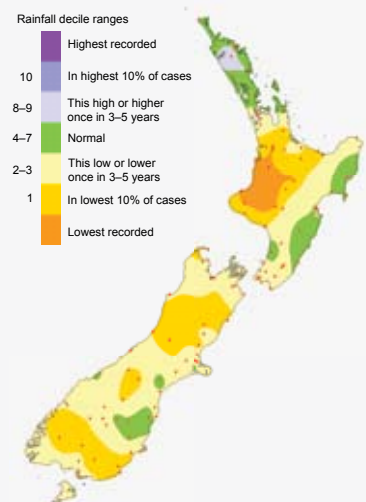 Rainfall decile ranges
Highest recorded
10 In highest 10% of cases
8–9 This high or higher
once in 3–5 years
4–7 Normal
2–3 This low or lower
once in 3–5 years
1 In lowest 10% of cases
Lowest recorded